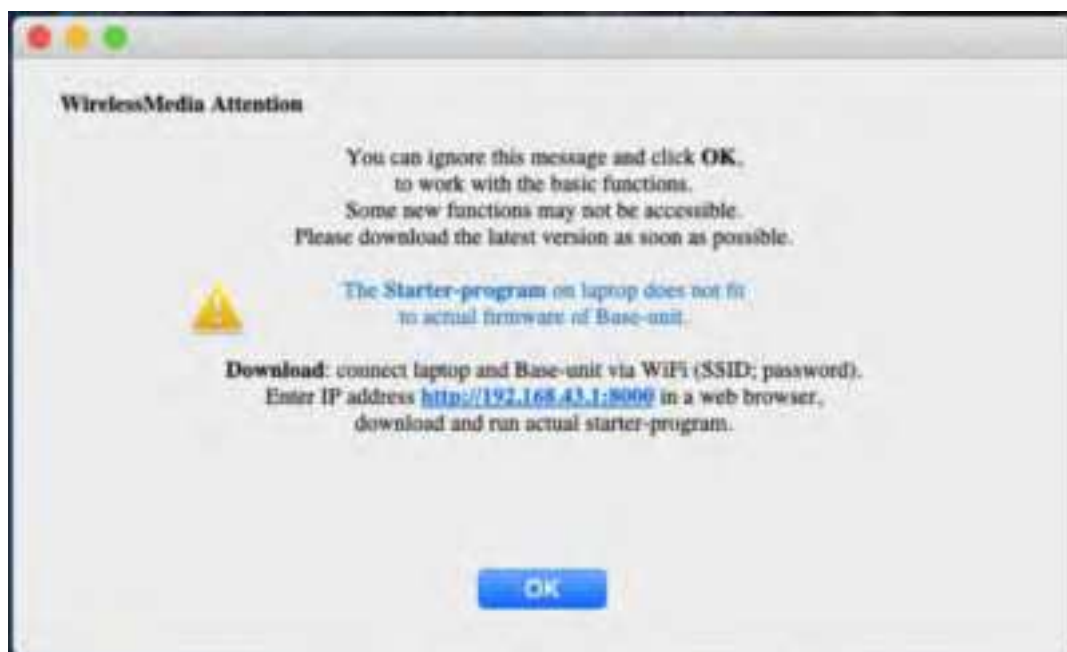 WirelessMedia Attention
You can ignore this message and click OK,
to work with the basic functions.
Some new functions may not be accessible.
Please download the latest version as soon as possible.
The Starter-program on laptop does not fit
to actual firmware of Base-unit.
Download: connect laptop and Base-unit via WiFi (SSID; password).
Enter IP address http://192.168.43.1:8000 in a web browser,
download and run actual starter-program.
OK